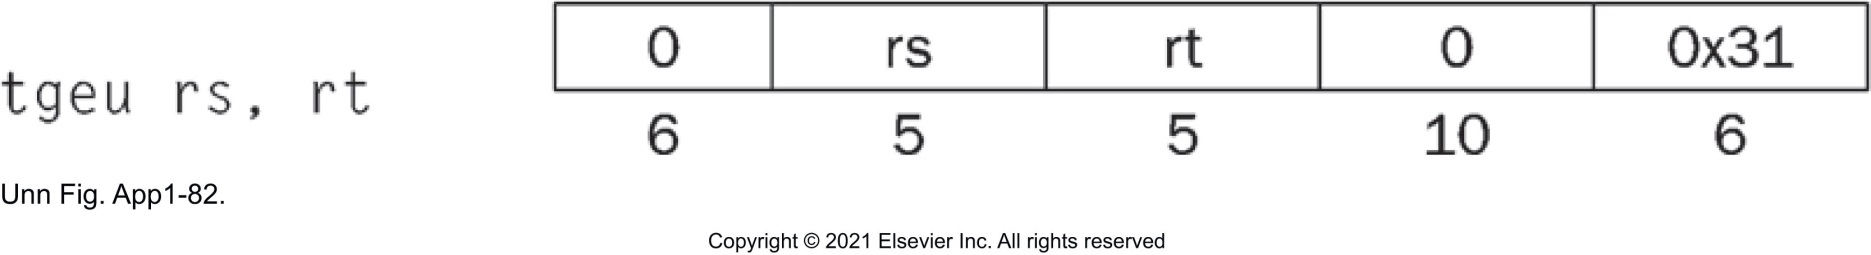 0 rs rt 0 0x31
tgeu rs, rt
6 5 5 10 6
Unn Fig. App1-82.
Copyright © 2021 Elsevier Inc. All rights reserved